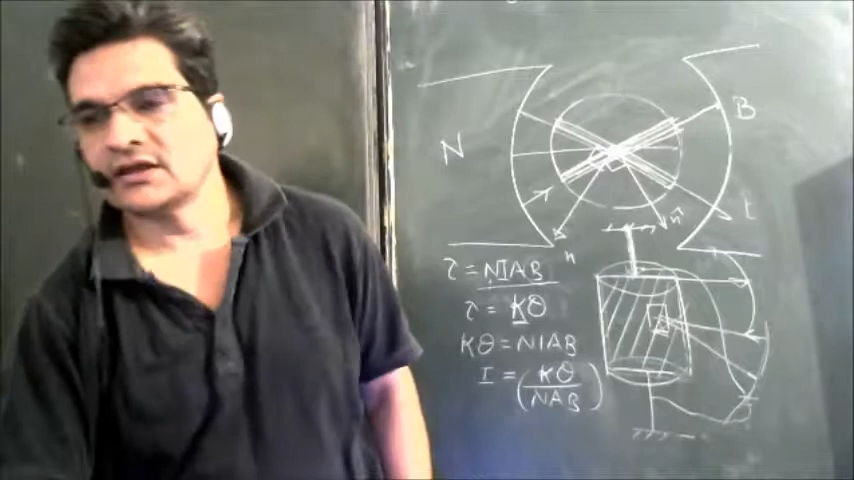 N
B
n̂
n
τ = NIAB
τ = Kθ
Kθ = NIAB
I = (Kθ/NAB)